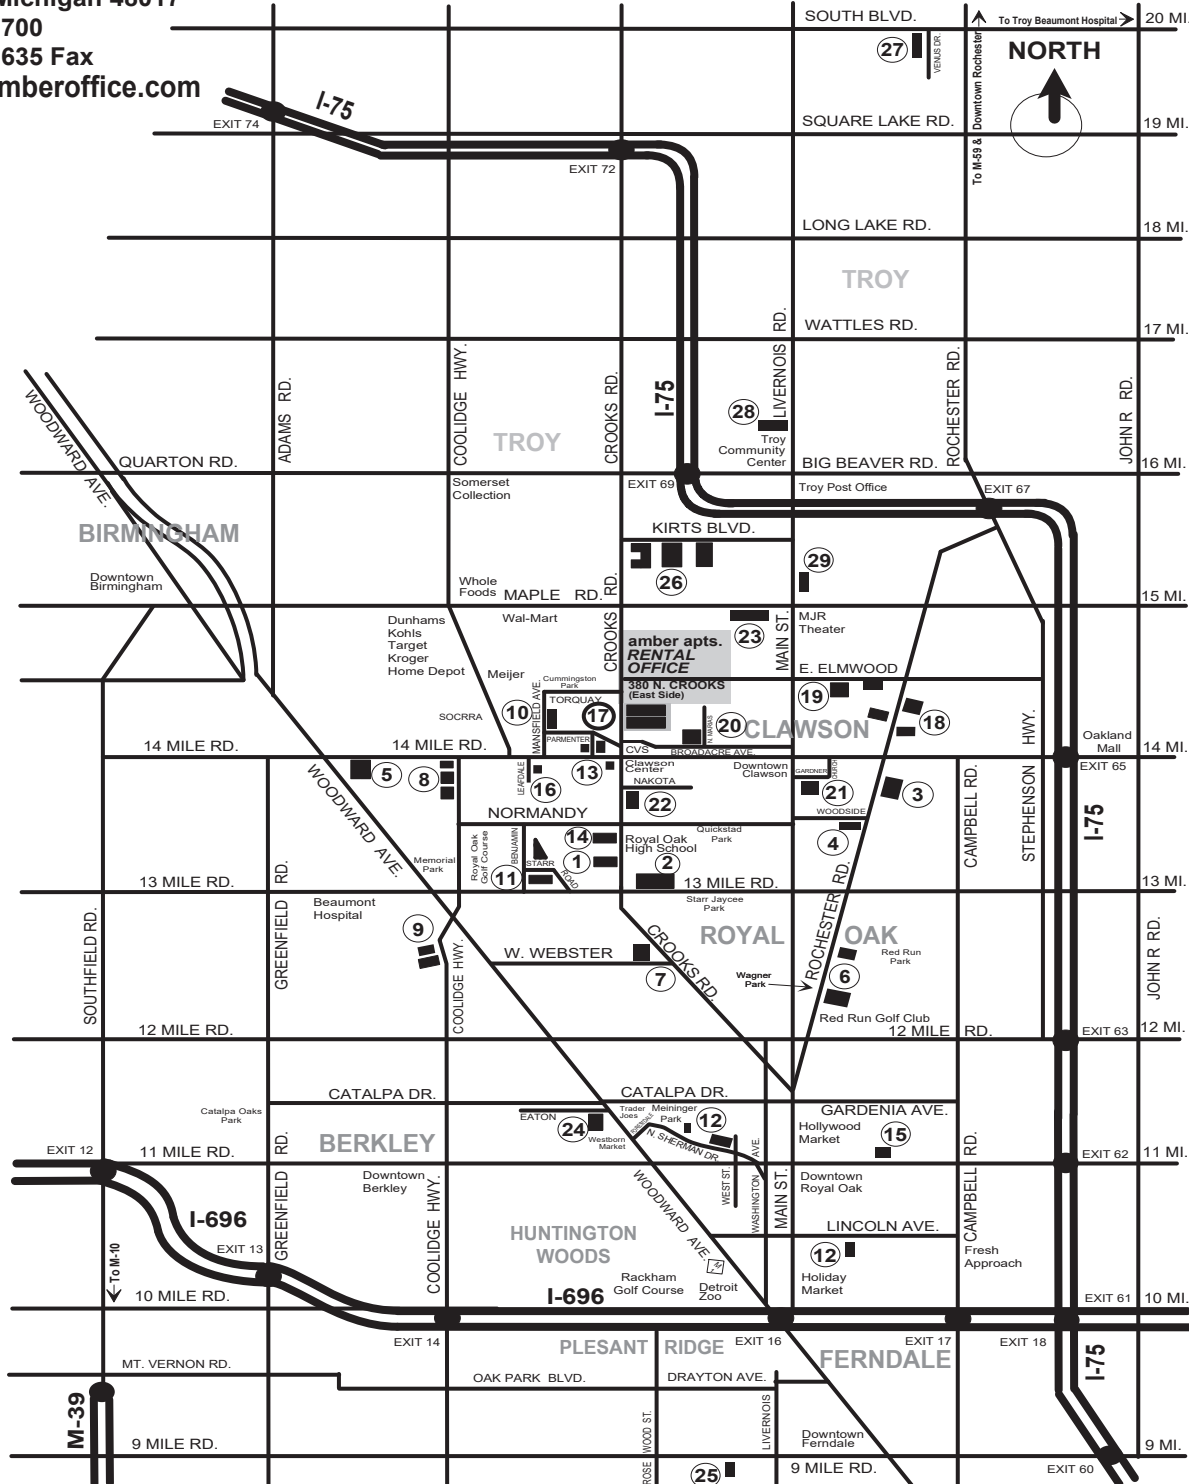 Michigan 48017
700
635 Fax
mberoffice.com
SOUTH BLVD.
To Troy Beaumont Hospital
20 MI.
27
VENUS DR.
To M-59 & Downtown Rochester
NORTH
I-75
EXIT 74
SQUARE LAKE RD.
19 MI.
EXIT 72
LONG LAKE RD.
18 MI.
TROY
WATTLES RD.
17 MI.
WOODWARD AVE.
ADAMS RD.
COOLIDGE HWY.
CROOKS RD.
I-75
LIVERNOIS RD.
ROCHESTER RD.
JOHN R RD.
28
Troy
Community
Center
TROY
QUARTON RD.
BIG BEAVER RD.
16 MI.
Somerset
Collection
EXIT 69
Troy Post Office
EXIT 67
BIRMINGHAM
KIRTS BLVD.
Downtown
Birmingham
26
29
Whole
Foods
MAPLE RD.
CROOKS RD.
15 MI.
Dunhams
Kohls
Target
Kroger
Home Depot
Wal-Mart
amber apts.
RENTAL
OFFICE
380 N. CROOKS
(East Side)
23
MAIN ST.
MJR
Theater
E. ELMWOOD
Meijer
Cummingston
Park
SOCRRA
10
MANSFIELD AVE.
TORQUAY
17
PARMENTER
N. MARIAS
20
CLAWSON
19
18
STEPHENSON HWY.
Oakland
Mall
14 MILE RD.
14 MILE RD.
CVS
BROADACRE AVE.
14 MI.
EXIT 65
5
8
LEAFDALE
16
13
Clawson
Center
NAKOTA
Downtown
Clawson
GARDNER
CHURCH
21
3
22
WOODSIDE
NORMANDY
4
CAMPBELL RD.
I-75
WOODWARD AVE.
Memorial
Park
Royal Oak
Golf Course
BENJAMIN
STARR
ROAD
11
14
1
Royal Oak
High School
2
Quickstad
Park
13 MILE RD.
13 MILE RD.
13 MI.
GREENFIELD RD.
Beaumont
Hospital
Starr Jaycee
Park
SOUTHFIELD RD.
9
COOLIDGE HWY.
W. WEBSTER
7
CROOKS RD.
ROYAL OAK
ROCHESTER RD.
Wagner
Park
6
Red Run
Park
JOHN R RD.
Red Run Golf Club
12 MILE RD.
12 MILE RD.
EXIT 63
12 MI.
CATALPA DR.
CATALPA DR.
Catalpa Oaks
Park
EATON
24
Westborn
Market
Trader
Joes
Meininger
Park
12
N. SHERMAN DR.
GARDENIA AVE.
Hollywood
Market
15
BERKLEY
EXIT 12
11 MILE RD.
EXIT 62
11 MI.
Downtown
Berkley
GREENFIELD RD.
COOLIDGE HWY.
WOODWARD AVE.
WEST ST.
WASHINGTON AVE.
MAIN ST.
Downtown
Royal Oak
CAMPBELL RD.
I-696
HUNTINGTON
WOODS
LINCOLN AVE.
EXIT 13
To M-10
12
Holiday
Market
Fresh
Approach
Rackham
Golf Course
Detroit
Zoo
I-696
10 MILE RD.
EXIT 61
10 MI.
EXIT 14
EXIT 16
EXIT 17
EXIT 18
PLESANT RIDGE
FERNDALE
MT. VERNON RD.
OAK PARK BLVD.
DRAYTON AVE.
I-75
M-39
ROSE WOOD ST.
LIVERNOIS
Downtown
Ferndale
9 MILE RD.
9 MI.
25
9 MILE RD.
EXIT 60